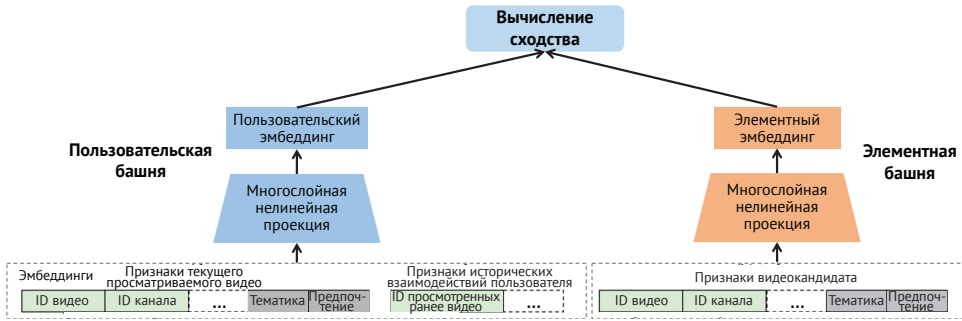 Вычисление
сходства
Пользовательский
эмбеддинг
Элементный
эмбеддинг
Пользовательская
башня
Элементная
башня
Многослойная
нелинейная
проекция
Многослойная
нелинейная
проекция
Эмбеддинги
Признаки текущего
просматриваемого видео
Признаки исторических
взаимодействий пользователя
Признаки видеокандидата
ID видео
ID канала
...
Тематика
Предпоч-
тение
ID просмотренных
ранее видео
...
ID видео
ID канала
...
Тематика
Предпоч-
тение